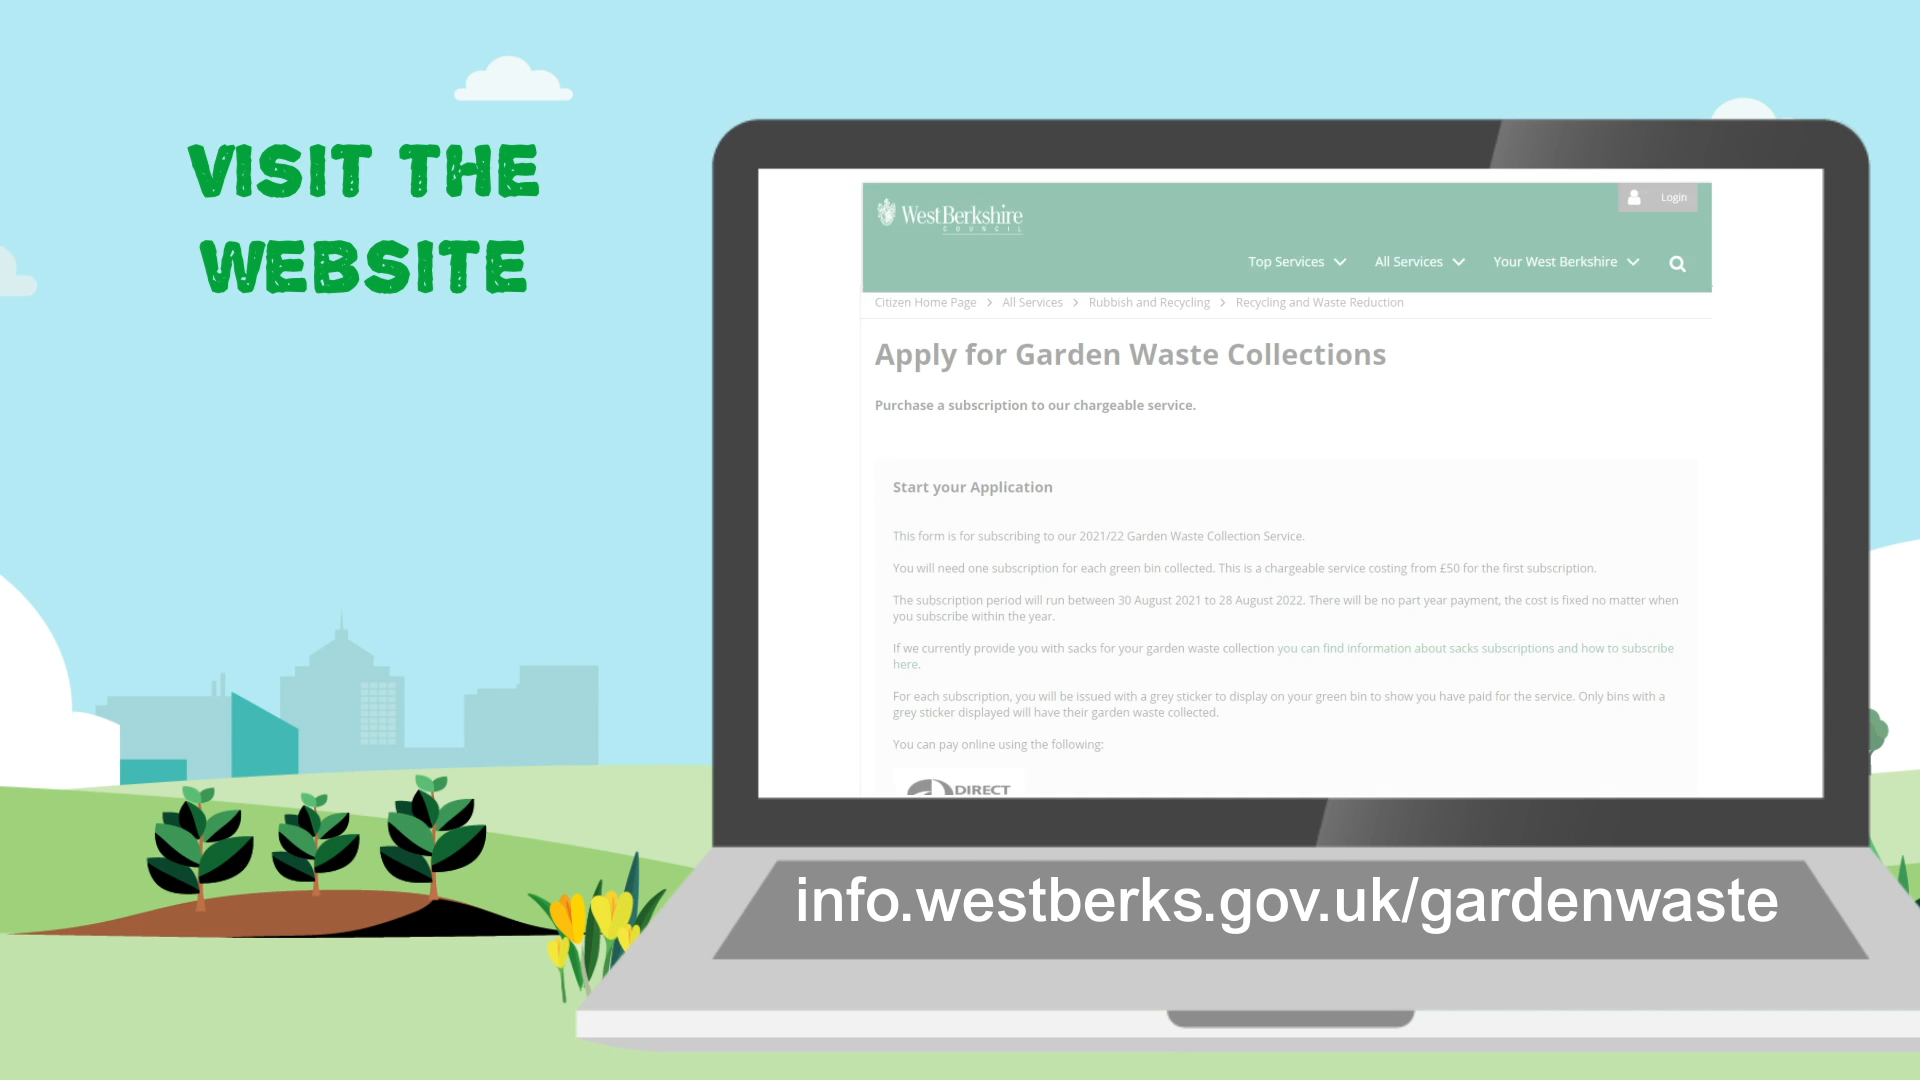 VISIT THE
WEBSITE
WestBerkshire
COUNCIL
Login
Top Services
All Services
Your West Berkshire
Citizen Home Page > All Services > Rubbish and Recycling > Recycling and Waste Reduction
Apply for Garden Waste Collections
Purchase a subscription to our chargeable service.
Start your Application
This form is for subscribing to our 2021/22 Garden Waste Collection Service.
You will need one subscription for each green bin collected. This is a chargeable service costing from £50 for the first subscription.
The subscription period will run between 30 August 2021 to 28 August 2022. There will be no part year payment, the cost is fixed no matter when
you subscribe within the year.
If we currently provide you with sacks for your garden waste collection you can find information about sacks subscriptions and how to subscribe
here.
For each subscription, you will be issued with a grey sticker to display on your green bin to show you have paid for the service. Only bins with a
grey sticker displayed will have their garden waste collected.
You can pay online using the following:
DIRECT
info.westberks.gov.uk/gardenwaste